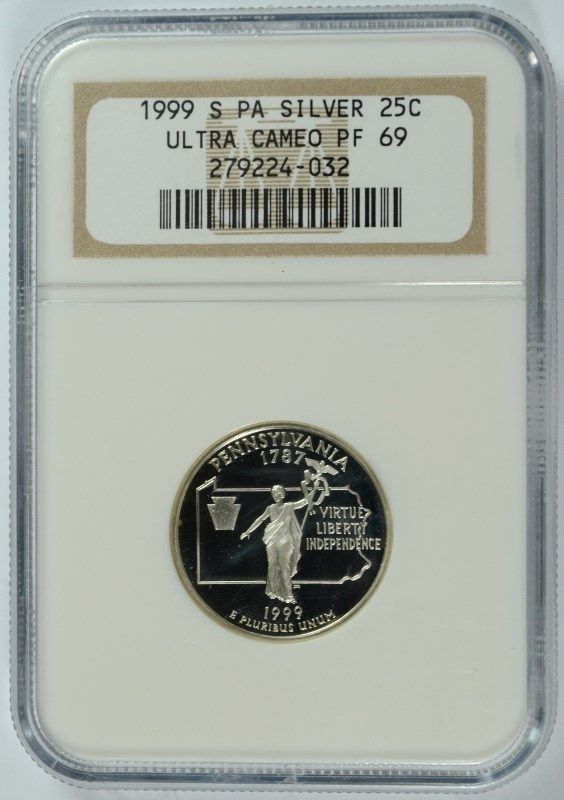 1999 S PA SILVER 25C
ULTRA CAMEO PF 69
279224-032
PENNSYLVANIA
1787
VIRTUE
LIBERTY
INDEPENDENCE
1999
E PLURIBUS UNUM